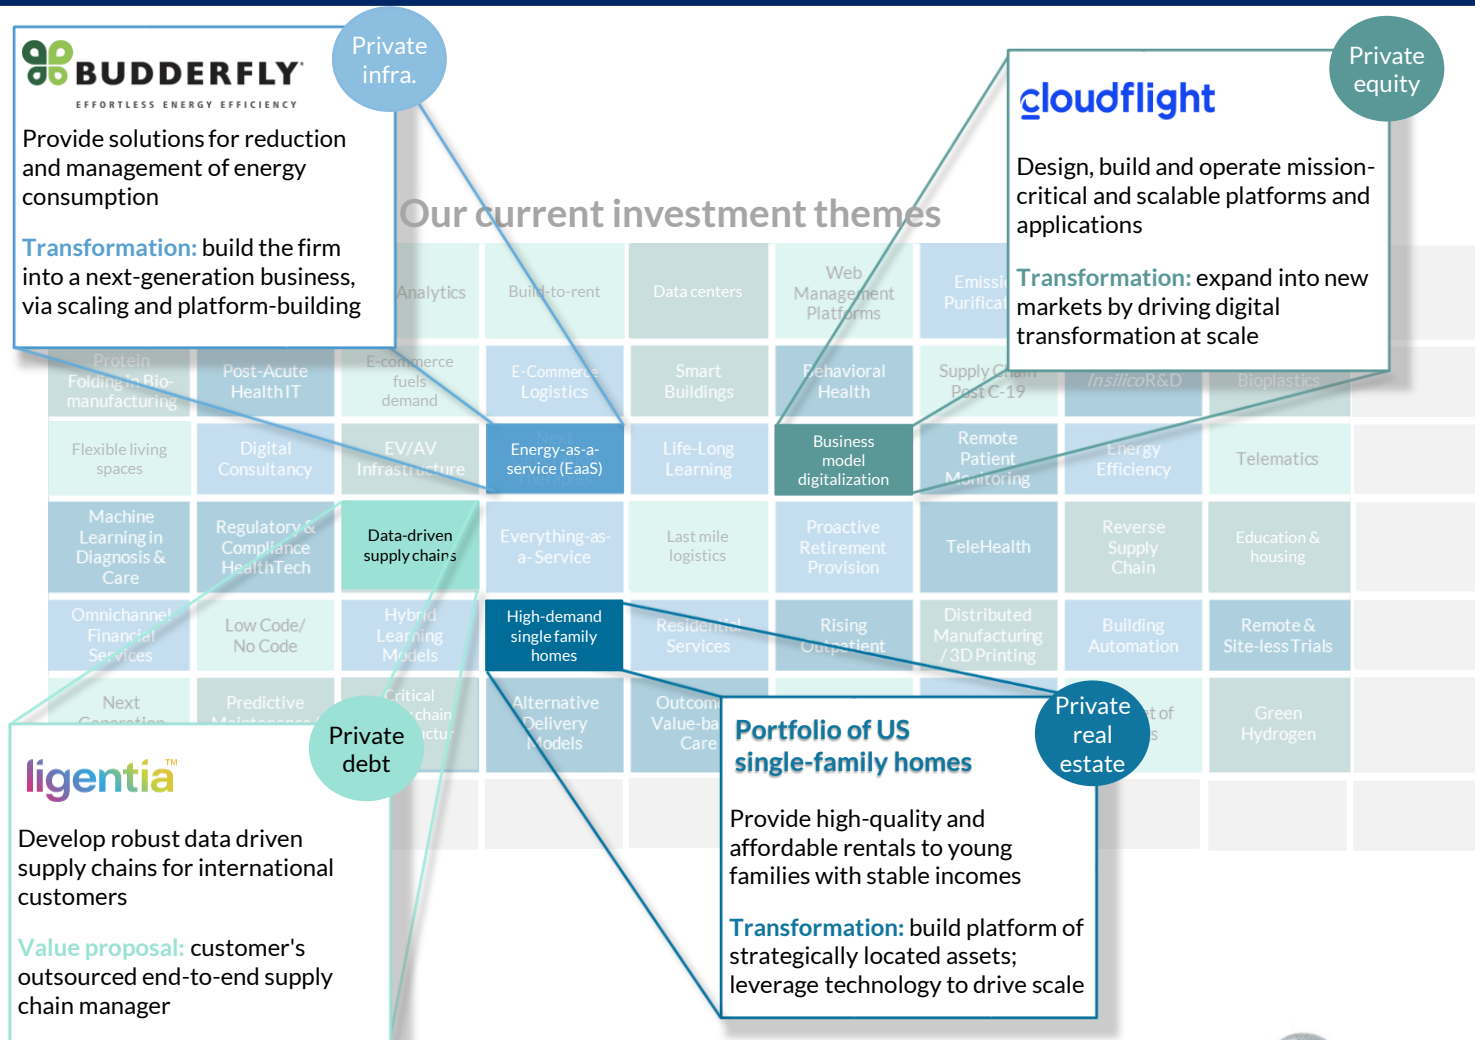 BUDDERFLY
EFFORTLESS ENERGY EFFICIENCY
Private
infra.
Provide solutions for reduction
and management of energy
consumption
Transformation: build the firm
into a next-generation business,
via scaling and platform-building
cloudflight
Private
equity
Design, build and operate mission-
critical and scalable platforms and
applications
Transformation: expand into new
markets by driving digital
transformation at scale
Our current investment themes
Analytics
Build-to-rent
Data centers
Web
Management
Platforms
Protein
Folding in Bio-
manufacturing
Post-Acute
Health IT
E-commerce
fuels
demand
E-Commerce
Logistics
Smart
Buildings
Behavioral
Health
Supply Chain
Post C-19
InsilicoR&D
Bioplastics
Flexible living
spaces
Digital
Consultancy
EV/AV
Infrastructure
Energy-as-a-
service (EaaS)
Life-Long
Learning
Business
model
digitalization
Remote
Patient
Monitoring
Energy
Efficiency
Telematics
Machine
Learning in
Diagnosis &
Care
Regulatory &
Compliance
HealthTech
Data-driven
supply chains
Everything-as-
a- Service
Last mile
logistics
Proactive
Retirement
Provision
TeleHealth
Reverse
Supply
Chain
Education &
housing
Omnichannel
Financial
Services
Low Code/
No Code
Hybrid
Learning
Models
High-demand
single family
homes
Residential
Services
Rising
Outpatient
Distributed
Manufacturing
/ 3D Printing
Building
Automation
Remote &
Site-less Trials
Next
Generation
Predictive
Critical
chain
Alternative
Delivery
Models
Care
of
Green
Hydrogen
ligentia™
Private
debt
Develop robust data driven
supply chains for international
customers
Value proposal: customer's
outsourced end-to-end supply
chain manager
Portfolio of US
single-family homes
Private
real
estate
Provide high-quality and
affordable rentals to young
families with stable incomes
Transformation: build platform of
strategically located assets;
leverage technology to drive scale